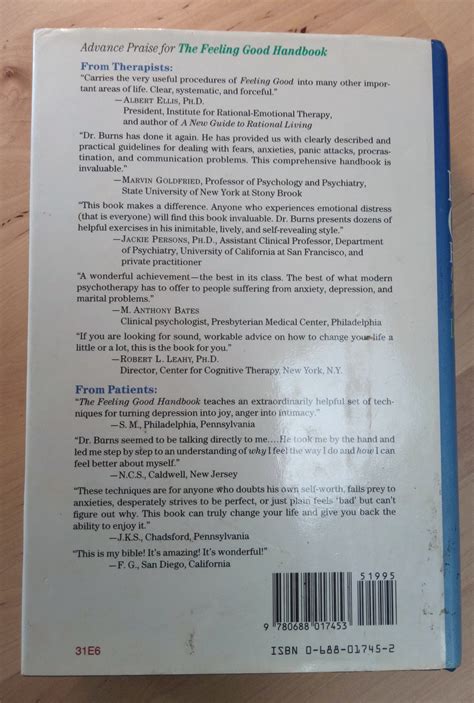 Advance Praise for The Feeling Good Handbook
From Therapists:
“Carries the very useful procedures of Feeling Good into many other impor-
tant areas of life. Clear, systematic, and forceful.”
—ALBERT ELLIS, PH.D.
President, Institute for Rational-Emotional Therapy,
and author of A New Guide to Rational Living
“Dr. Burns has done it again. He has provided us with clearly described and
practical guidelines for dealing with fears, anxieties, panic attacks, procras-
tination, and communication problems. This comprehensive handbook is
invaluable.”
—MARVIN GOLDFRIED, Professor of Psychology and Psychiatry,
State University of New York at Stony Brook
“This book makes a difference. Anyone who experiences emotional distress
(that is everyone) will find this book invaluable. Dr. Burns presents dozens of
helpful exercises in his inimitable, lively, and self-revealing style.”
—JACKIE PERSONS, PH.D., Assistant Clinical Professor, Department
of Psychiatry, University of California at San Francisco, and
private practitioner
“A wonderful achievement—the best in its class. The best of what modern
psychotherapy has to offer to people suffering from anxiety, depression, and
marital problems.”
—M. ANTHONY BATES
Clinical psychologist, Presbyterian Medical Center, Philadelphia
“If you are looking for sound, workable advice on how to change your life a
little or a lot, this is the book for you.”
—ROBERT L. LEAHY, PH.D.
Director, Center for Cognitive Therapy, New York, N.Y.
From Patients:
“The Feeling Good Handbook teaches an extraordinarily helpful set of tech-
niques for turning depression into joy, anger into intimacy.”
—S. M., Philadelphia, Pennsylvania
“Dr. Burns seemed to be talking directly to me....He took me by the hand and
led me step by step to an understanding of why I feel the way I do and how I can
feel better about myself.”
—N.C.S., Caldwell, New Jersey
“These techniques are for anyone who doubts his own self-worth, falls prey to
anxieties, desperately strives to be perfect, or just plain feels ‘bad’ but can’t
figure out why. This book can truly change your life and give you back the
ability to enjoy it.”
—J.K.S., Chadsford, Pennsylvania
“This is my bible! It’s amazing! It’s wonderful!”
—F. G., San Diego, California
51995
9 780688 017453
31E6
ISBN 0-688-01745-2